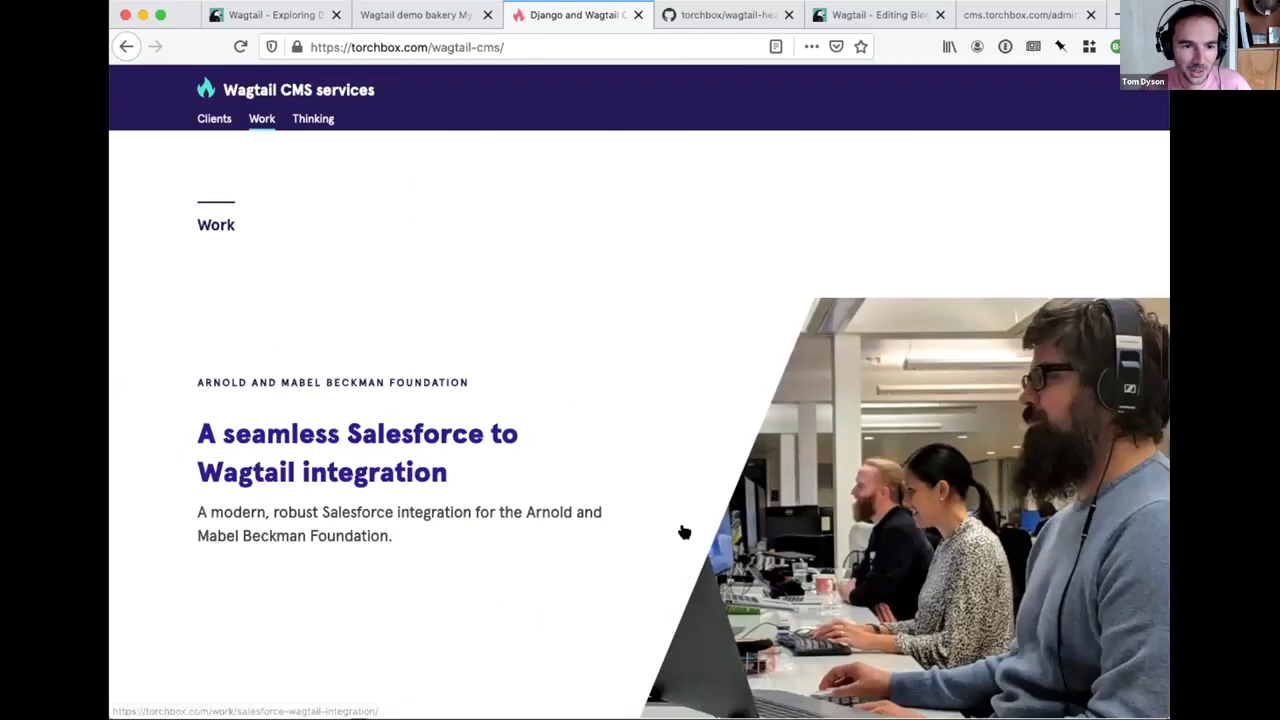 Wagtail - Exploring D
Wagtail demo bakery My
Django and Wagtail C
torchbox/wagtail-hea
Wagtail - Editing Blo
cms.torchbox.com/admin
https://torchbox.com/wagtail-cms/
Tom Dyson
Wagtail CMS services
Clients Work Thinking
Work
ARNOLD AND MABEL BECKMAN FOUNDATION
A seamless Salesforce to
Wagtail integration
A modern, robust Salesforce integration for the Arnold and
Mabel Beckman Foundation.
https://torchbox.com/work/salesforce-wagtail-integration/